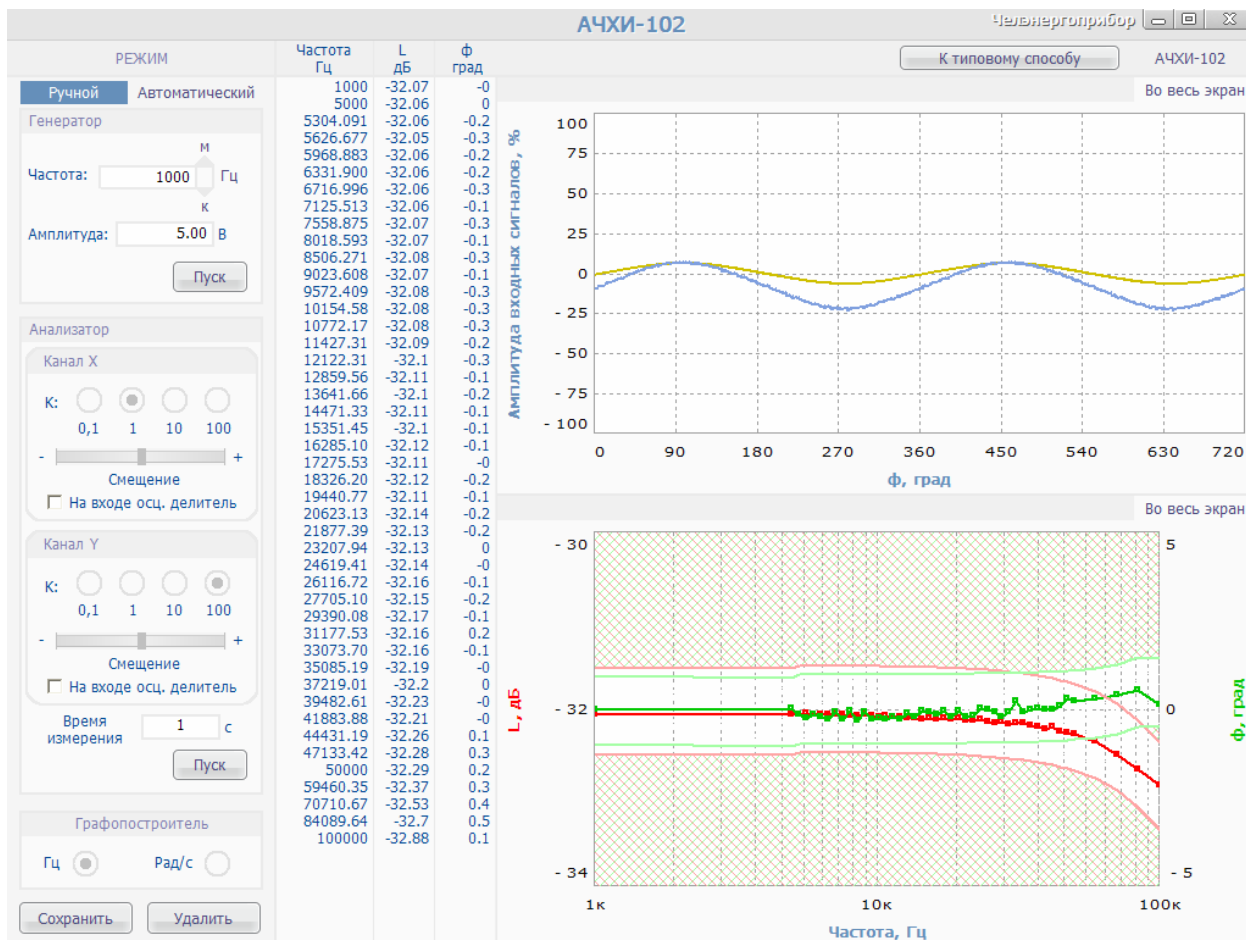 АЧХИ-102
Челэнергоприбор
РЕЖИМ
Ручной Автоматический
Генератор
М
Частота: 1000 Гц
К
Амплитуда: 5.00 В
Пуск
Анализатор
Канал X
К:
0,1 1 10 100
- +
Смещение
На входе осц. делитель
Канал Y
К:
0,1 1 10 100
- +
Смещение
На входе осц. делитель
Время
измерения 1 с
Пуск
Графопостроитель
Гц Рад/с
Сохранить Удалить
Частота L ф
Гц дБ град
1000 -32.07 -0
5000 -32.06 0
5304.091 -32.06 -0.2
5626.677 -32.05 -0.3
5968.883 -32.06 -0.2
6331.900 -32.06 -0.2
6716.996 -32.06 -0.3
7125.513 -32.06 -0.1
7558.875 -32.07 -0.3
8018.593 -32.07 -0.1
8506.271 -32.08 -0.3
9023.608 -32.07 -0.1
9572.409 -32.08 -0.3
10154.58 -32.08 -0.3
10772.17 -32.08 -0.3
11427.31 -32.09 -0.2
12122.31 -32.1 -0.3
12859.56 -32.11 -0.1
13641.66 -32.1 -0.2
14471.33 -32.11 -0.1
15351.45 -32.1 -0.1
16285.10 -32.12 -0.1
17275.53 -32.11 -0
18326.20 -32.12 -0.2
19440.77 -32.11 -0.1
20623.13 -32.14 -0.2
21877.39 -32.13 -0.2
23207.94 -32.13 0
24619.41 -32.14 -0
26116.72 -32.16 -0.1
27705.10 -32.15 -0.2
29390.08 -32.17 -0.1
31177.53 -32.16 0.2
33073.70 -32.16 -0.1
35085.19 -32.19 -0
37219.01 -32.2 0
39482.61 -32.23 -0
41883.88 -32.21 -0
44431.19 -32.26 0.1
47133.42 -32.28 0.3
50000 -32.29 0.2
59460.35 -32.37 0.3
70710.67 -32.53 0.4
84089.64 -32.7 0.5
100000 -32.88 0.1
К типовому способу
АЧХИ-102
Во весь экран
Амплитуда входных сигналов, %
100
75
50
25
0
- 25
- 50
- 75
- 100
0 90 180 270 360 450 540 630 720
ф, град
Во весь экран
L, дБ
- 30
- 32
- 34
5
0
- 5
ф, град
1к 10к 100к
Частота, Гц